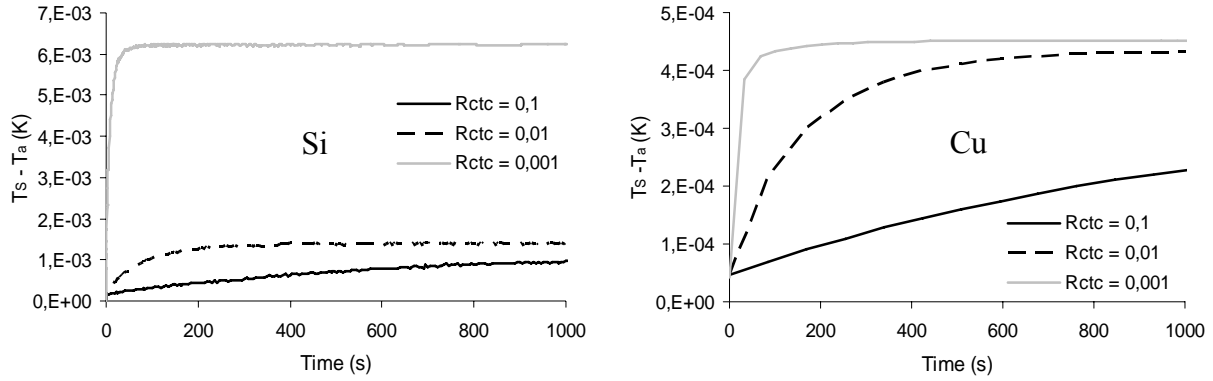 7,E-03
6,E-03
5,E-03
4,E-03
3,E-03
2,E-03
1,E-03
0,E+00
Ts - Ta (K)
Rctc = 0,1
Rctc = 0,01
Rctc = 0,001
Si
0 200 400 600 800 1000
Time (s)
5,E-04
4,E-04
3,E-04
2,E-04
1,E-04
0,E+00
Ts -Ta (K)
Cu
Rctc = 0,1
Rctc = 0,01
Rctc = 0,001
0 200 400 600 800 1000
Time (s)